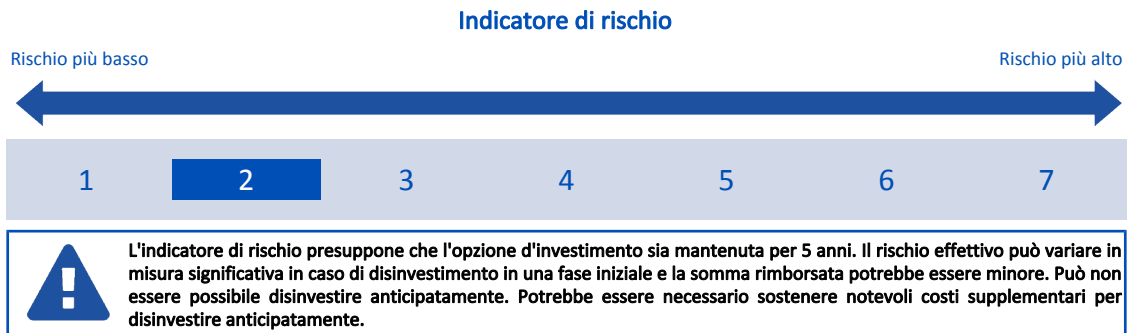 Indicatore di rischio
Rischio più basso
Rischio più alto
1 2 3 4 5 6 7
L'indicatore di rischio presuppone che l'opzione d'investimento sia mantenuta per 5 anni. Il rischio effettivo può variare in
misura significativa in caso di disinvestimento in una fase iniziale e la somma rimborsata potrebbe essere minore. Può non
essere possibile disinvestire anticipatamente. Potrebbe essere necessario sostenere notevoli costi supplementari per
disinvestire anticipatamente.